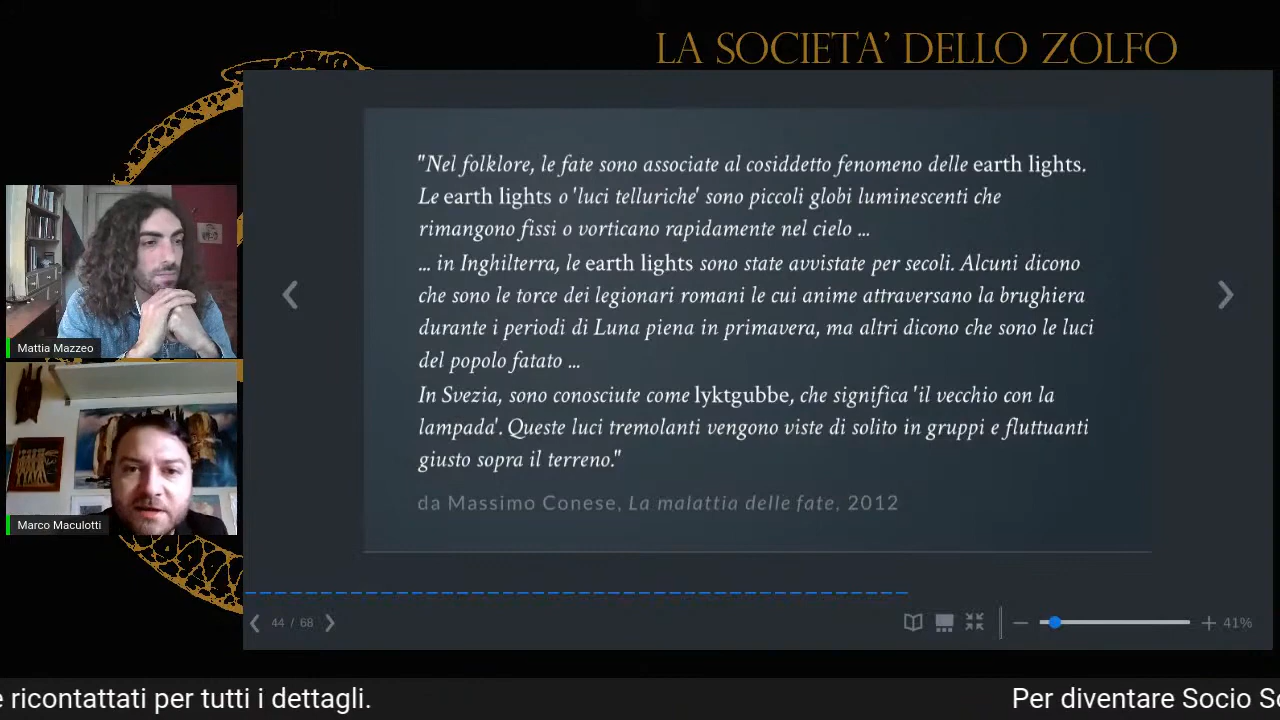 LA SOCIETA' DELLO ZOLFO
"Nel folklore, le fate sono associate al cosiddetto fenomeno delle earth lights.
Le earth lights o 'luci telluriche' sono piccoli globi luminescenti che
rimangono fissi o vorticano rapidamente nel cielo ...
... in Inghilterra, le earth lights sono state avvistate per secoli. Alcuni dicono
che sono le torce dei legionari romani le cui anime attraversano la brughiera
durante i periodi di Luna piena in primavera, ma altri dicono che sono le luci
del popolo fatato ...
In Svezia, sono conosciute come lyktgubbe, che significa 'il vecchio con la
lampada'. Queste luci tremolanti vengono viste di solito in gruppi e fluttuanti
giusto sopra il terreno."
da Massimo Conese, La malattia delle fate, 2012
Mattia Mazzeo
Marco Maculotti
44 / 68
41%
e ricontattati per tutti i dettagli.
Per diventare Socio So